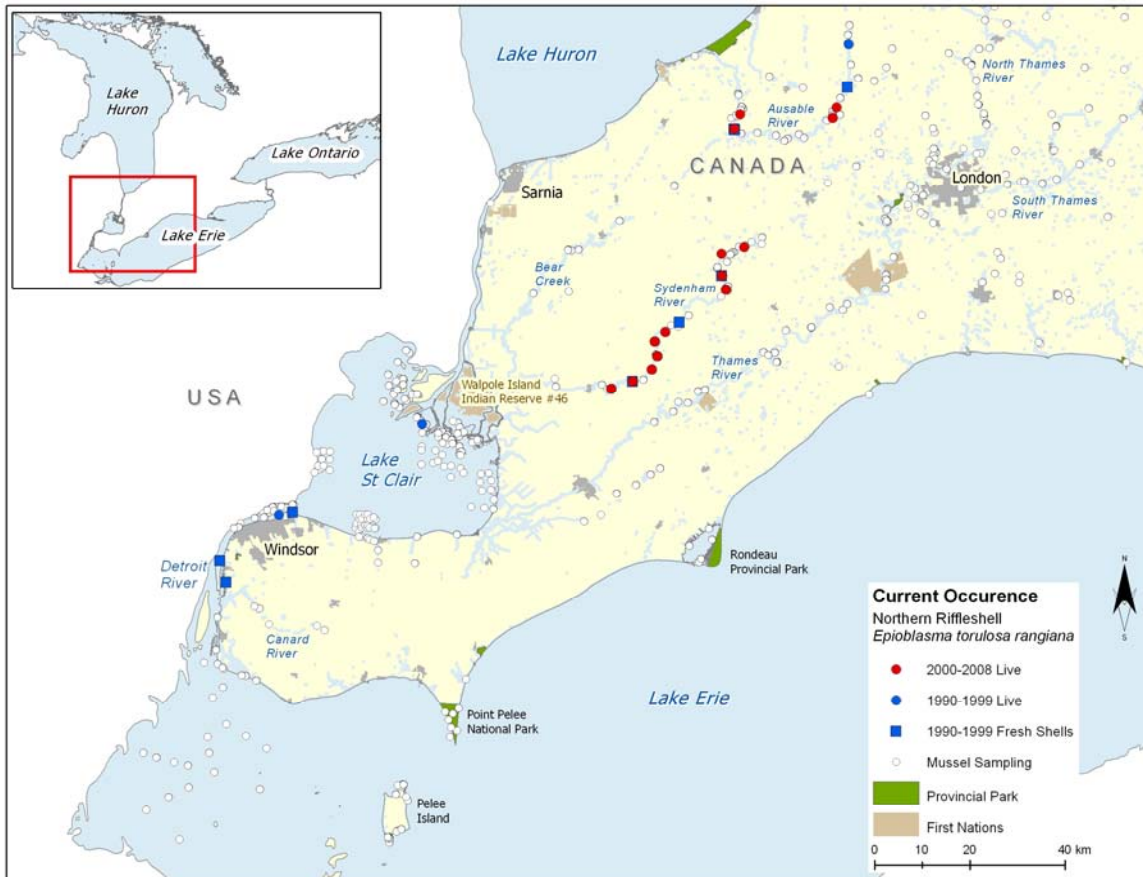 Lake
Huron
Lake Ontario
Lake Erie
Lake Huron
North Thames
River
Ausable
River
CANADA
London
Sarnia
South Thames
River
Bear
Creek
Sydenham
River
Thames
River
USA
Walpole Island
Indian Reserve #46
Lake
St Clair
Windsor
Detroit
River
Rondeau
Provincial Park
Canard
River
Lake Erie
Point Pelee
National Park
Pelee
Island
N
S
Current Occurence
Northern Riffleshell
Epioblasma torulosa rangiana
2000-2008 Live
1990-1999 Live
1990-1999 Fresh Shells
Mussel Sampling
Provincial Park
First Nations
0 10 20 40 km